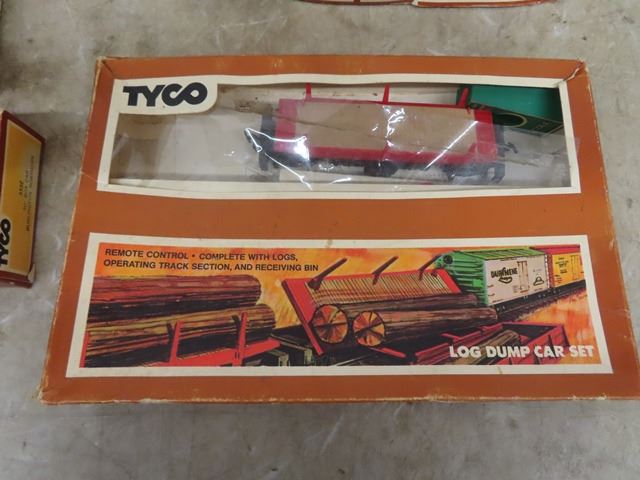 TYCO
REMOTE CONTROL • COMPLETE WITH LOGS,
OPERATING TRACK SECTION, AND RECEIVING BIN
LOG DUMP CAR SET
TYCO